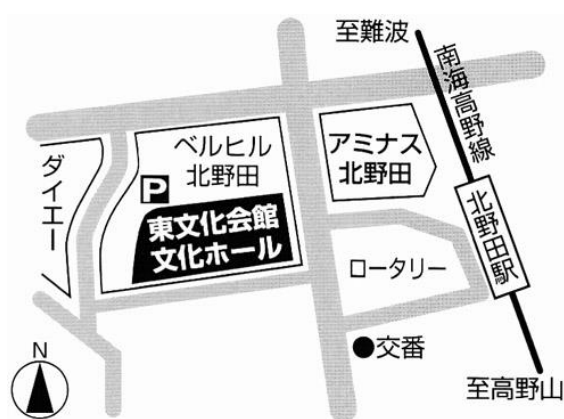 至難波
南海高野線
ダイエー
ベルヒル
北野田
P
東文化会館
文化ホール
アミナス
北野田
北野田駅
ロータリー
●交番
至高野山
N